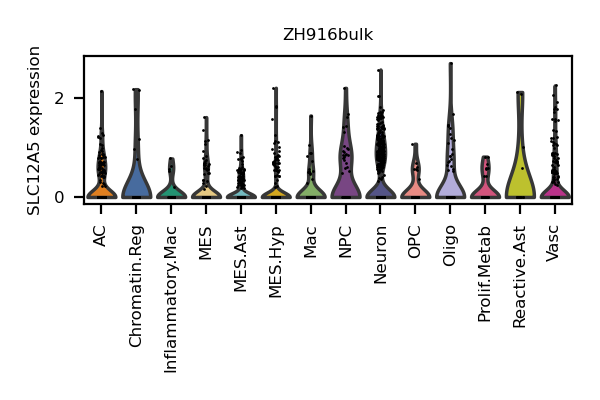 ZH916bulk
SLC12A5 expression
2
0
AC
Chromatin.Reg
Inflammatory.Mac
MES
MES.Ast
MES.Hyp
Mac
NPC
Neuron
OPC
Oligo
Prolif.Metab
Reactive.Ast
Vasc